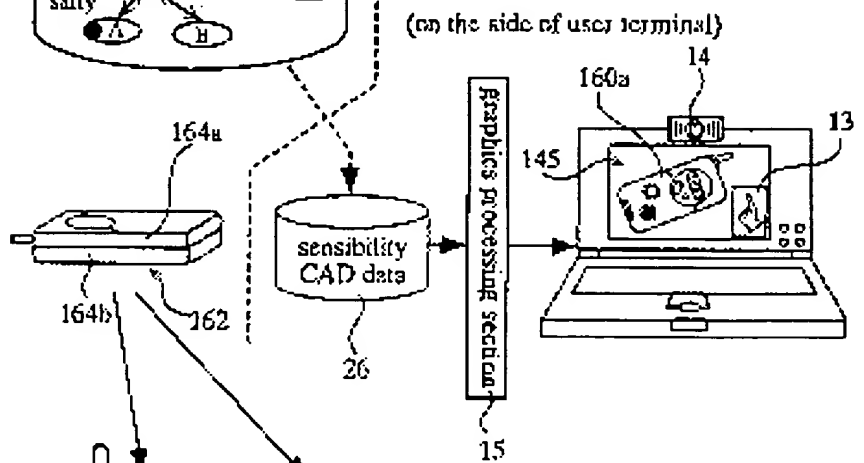 salty
A
B
(on the side of user terminal)
14
160a
13
145
164a
sensibility
CAD data
graphics processing section
164b
162
26
15